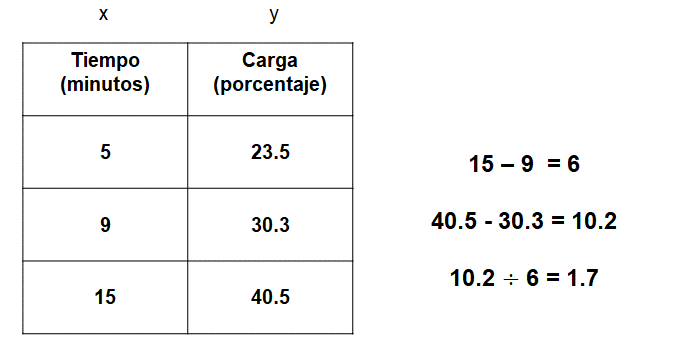 x y
Tiempo (minutos) Carga (porcentaje)
5 23.5
9 30.3
15 40.5
15 – 9 = 6
40.5 - 30.3 = 10.2
10.2 ÷ 6 = 1.7